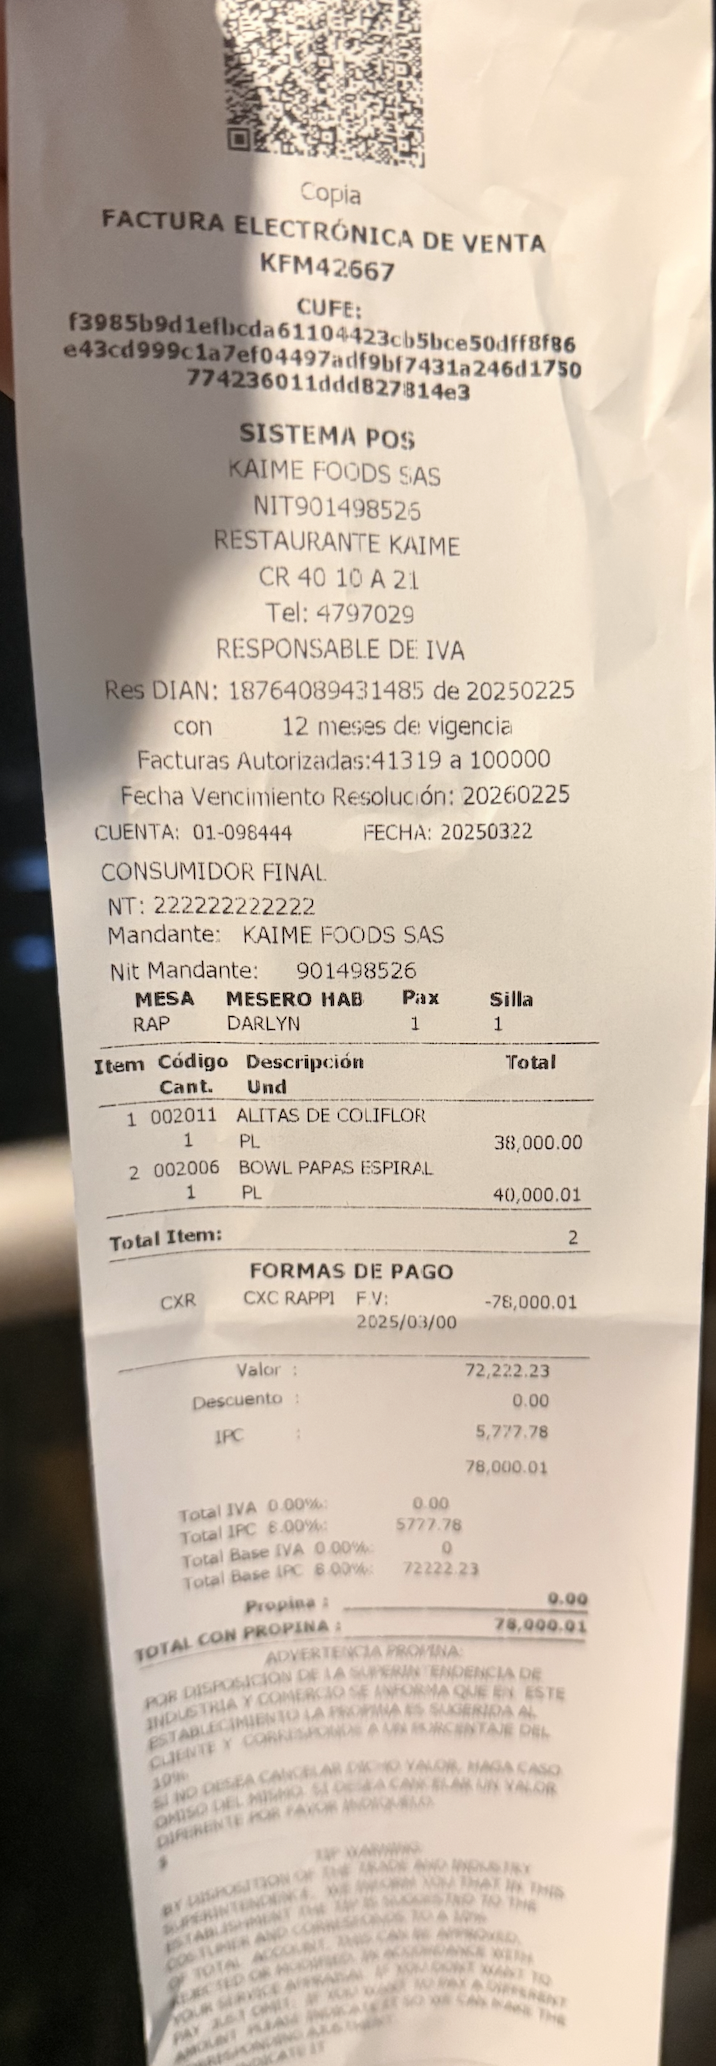 Copia
FACTURA ELECTRÓNICA DE VENTA
KFM42667
CUFE:
f3985b9d1efbcda61104423cb5bce50dff8f86
e43cd999c1a7ef04497adf9bf7431a246d1750
774236011ddd827814e3
SISTEMA POS
KAIME FOODS SAS
NIT901498526
RESTAURANTE KAIME
CR 40 10 A 21
Tel: 4797029
RESPONSABLE DE IVA
Res DIAN: 18764089431485 de 20250225
con 12 meses de vigencia
Facturas Autorizadas:41319 a 100000
Fecha Vencimiento Resolución: 20260225
CUENTA: 01-098444 FECHA: 20250322
CONSUMIDOR FINAL
NT: 222222222222
Mandante: KAIME FOODS SAS
Nit Mandante: 901498526
MESA MESERO HAB Pax Silla
RAP DARLYN 1 1
Item Código Descripción Total
Cant. Und
1 002011 ALITAS DE COLIFLOR
1 PL 38,000.00
2 002006 BOWL PAPAS ESPIRAL
1 PL 40,000.01
Total Item: 2
FORMAS DE PAGO
CXR CXC RAPPI F.V: -78,000.01
2025/03/00
Valor : 72,222.23
Descuento : 0.00
IPC : 5,777.78
78,000.01
Total IVA 0.00%: 0.00
Total IPC 8.00%: 5777.78
Total Base IVA 0.00%: 0
Total Base IPC 8.00%: 72222.23
Propina : 0.00
TOTAL CON PROPINA : 78,000.01
ADVERTENCIA PROPINA:
POR DISPOSICION DE LA SUPERINTENDENCIA DE
INDUSTRIA Y COMERCIO SE INFORMA QUE EN ESTE
ESTABLECIMIENTO LA PROPINA ES SUGERIDA AL
CLIENTE Y CORRESPONDE A UN PORCENTAJE DEL
10%
SI NO DESEA CANCELAR DICHO VALOR, HAGA CASO
OMISO DEL MISMO. SI DESEA CANCELAR UN VALOR
DIFERENTE POR FAVOR INDIQUELO.
$
TIP WARNING
BY DISPOSITION OF THE TRADE AND INDUSTRY
SUPERINTENDENCE, WE INFORM YOU THAT IN THIS
ESTABLISHMENT THE TIP IS SUGGESTED TO THE
COSTUMER AND CORRESPONDS TO A 10%
OF TOTAL ACCOUNT. THIS CAN BE APPROVED,
REJECTED OR MODIFIED, IN ACCORDANCE WITH
YOUR SERVICE APPRAISAL. IF YOU DONT WANT TO
PAY JUST OMIT. IF YOU WANT TO PAY A DIFFERENT
AMOUNT PLEASE INDICATE IT SO WE CAN MAKE THE